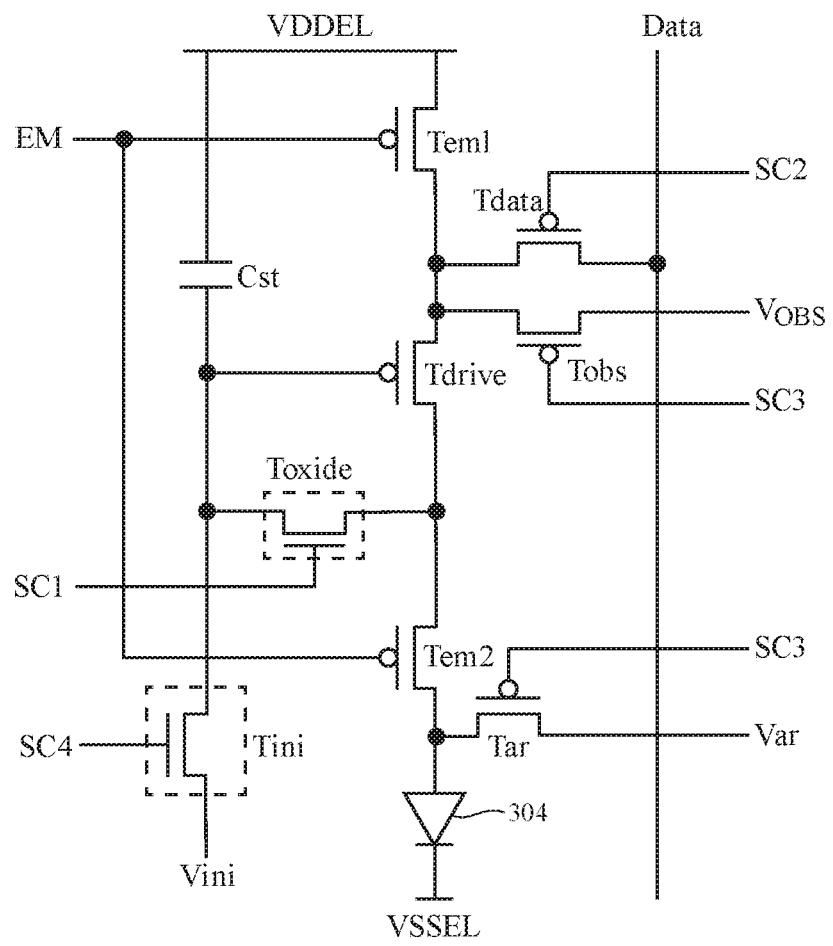 VDDEL
Data
EM
Tem1
SC2
Tdata
Cst
VOBS
Tdrive
Tobs
SC3
Toxide
SC1
Tem2
SC3
SC4
Tini
Tar
Var
304
Vini
VSSEL